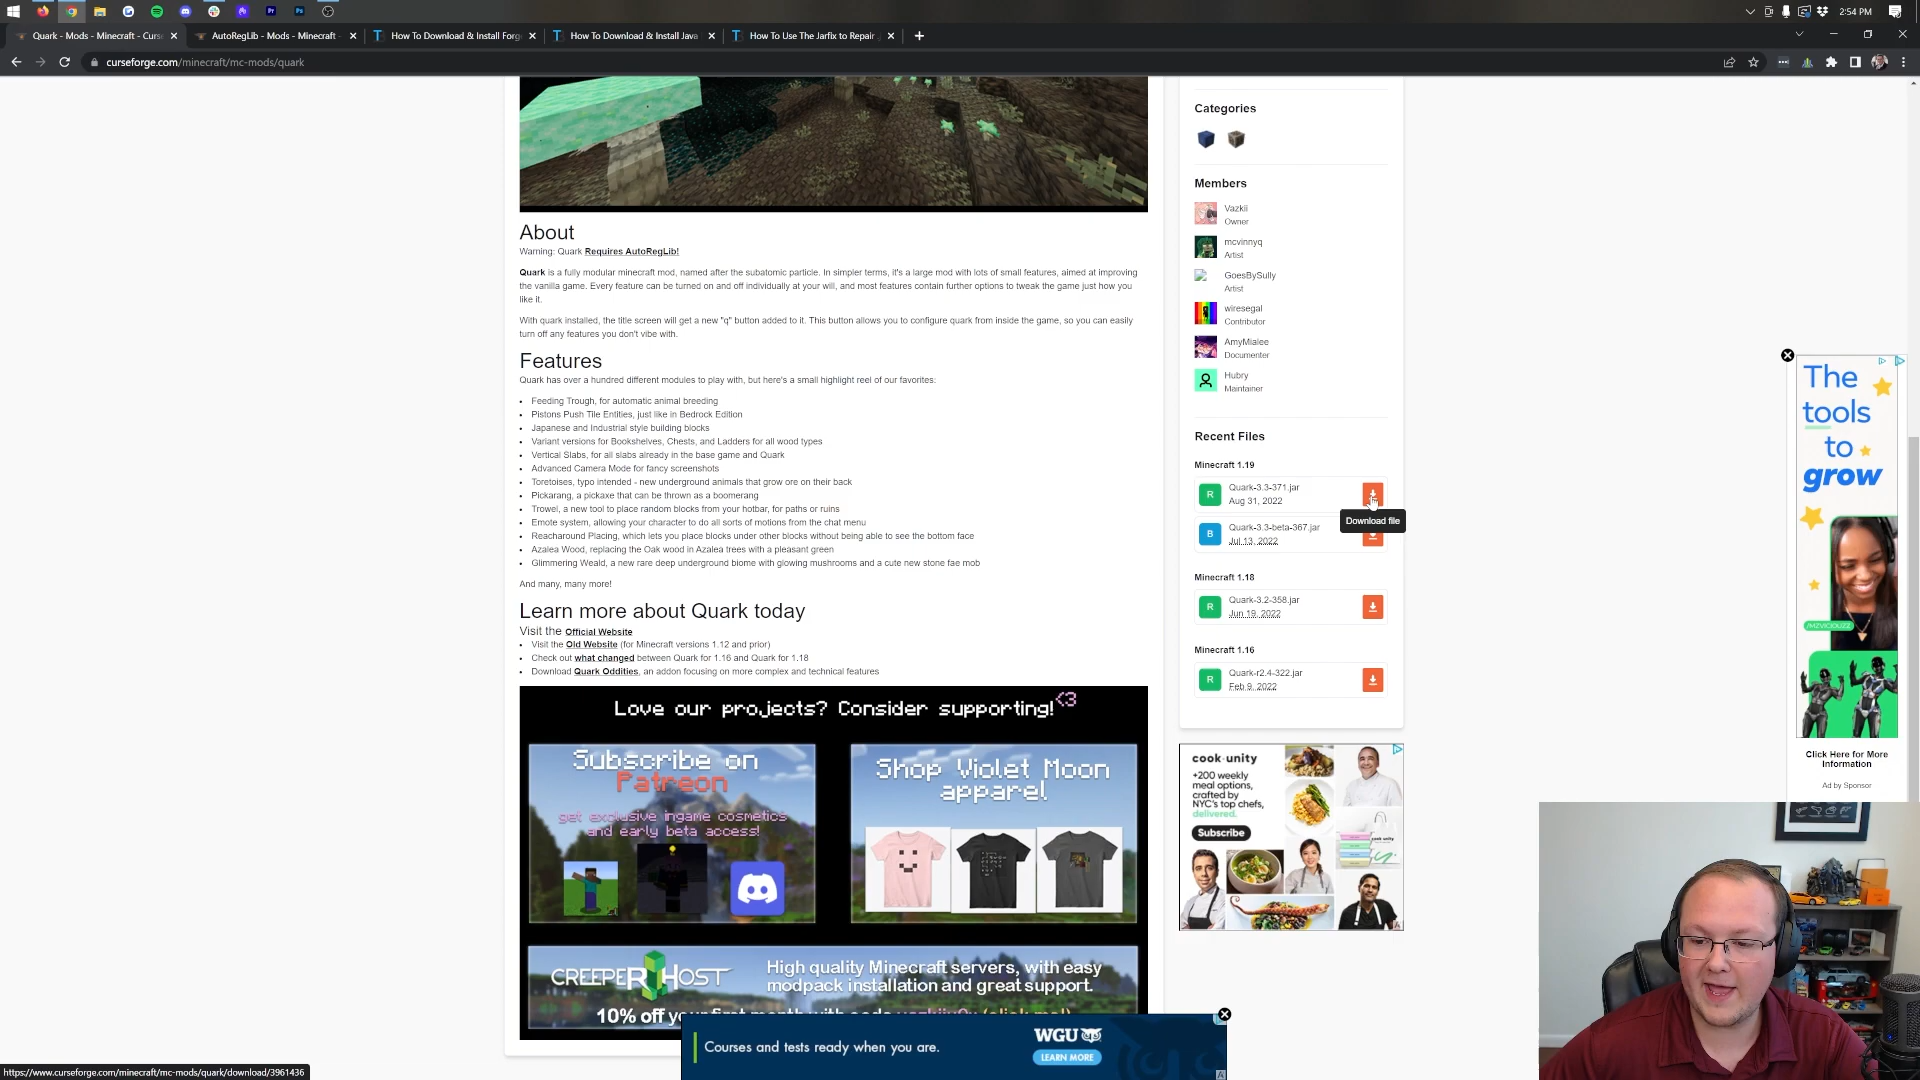 2:54 PM
Quark - Mods - Minecraft - Curse
AutoRegLib - Mods - Minecraft -
How To Download & Install Forg
How To Download & Install Java
How To Use The Jarfix to Repair
curseforge.com/minecraft/mc-mods/quark
About
Warning: Quark Requires AutoRegLib!
Quark is a fully modular minecraft mod, named after the subatomic particle. In simpler terms, it's a large mod with lots of small features, aimed at improving
the vanilla game. Every feature can be turned on and off individually at your will, and most features contain further options to tweak the game just how you
like it.
With quark installed, the title screen will get a new "q" button added to it. This button allows you to configure quark from inside the game, so you can easily
turn off any features you don't vibe with.
Features
Quark has over a hundred different modules to play with, but here's a small highlight reel of our favorites:
Feeding Trough, for automatic animal breeding
Pistons Push Tile Entities, just like in Bedrock Edition
Japanese and Industrial style building blocks
Variant versions for Bookshelves, Chests, and Ladders for all wood types
Vertical Slabs, for all slabs already in the base game and Quark
Advanced Camera Mode for fancy screenshots
Toretoises, typo intended - new underground animals that grow ore on their back
Pickarang, a pickaxe that can be thrown as a boomerang
Trowel, a new tool to place random blocks from your hotbar, for paths or ruins
Emote system, allowing your character to do all sorts of motions from the chat menu
Reacharound Placing, which lets you place blocks under other blocks without being able to see the bottom face
Azalea Wood, replacing the Oak wood in Azalea trees with a pleasant green
Glimmering Weald, a new rare deep underground biome with glowing mushrooms and a cute new stone fae mob
And many, many more!
Learn more about Quark today
Visit the Official Website
Visit the Old Website (for Minecraft versions 1.12 and prior)
Check out what changed between Quark for 1.16 and Quark for 1.18
Download Quark Oddities, an addon focusing on more complex and technical features
Love our projects? Consider supporting! <3
Subscribe on
Patreon
get exclusive ingame cosmetics
and early beta access!
Shop Violet Moon
apparel
CREEPERHOST
High quality Minecraft servers, with easy
modpack installation and great support.
10% off your first month with code
Courses and tests ready when you are.
WGU
LEARN MORE
Categories
Members
Vazkii
Owner
mcvinnyq
Artist
GoesBySully
Artist
wiresegal
Contributor
AmyMialee
Documenter
Hubry
Maintainer
Recent Files
Minecraft 1.19
R
Quark-3.3-371.jar
Aug 31, 2022
Download file
B
Quark-3.3-beta-367.jar
Jul 13, 2022
Minecraft 1.18
R
Quark-3.2-358.jar
Jun 19, 2022
Minecraft 1.16
R
Quark-r2.4-322.jar
Feb 9, 2022
cook unity
+200 weekly
meal options,
crafted by
NYC's top chefs,
delivered.
Subscribe
The
tools
to
grow
/MZVICIOUZZ
Click Here for More
Information
Ad by Sponsor
https://www.curseforge.com/minecraft/mc-mods/quark/download/3961436